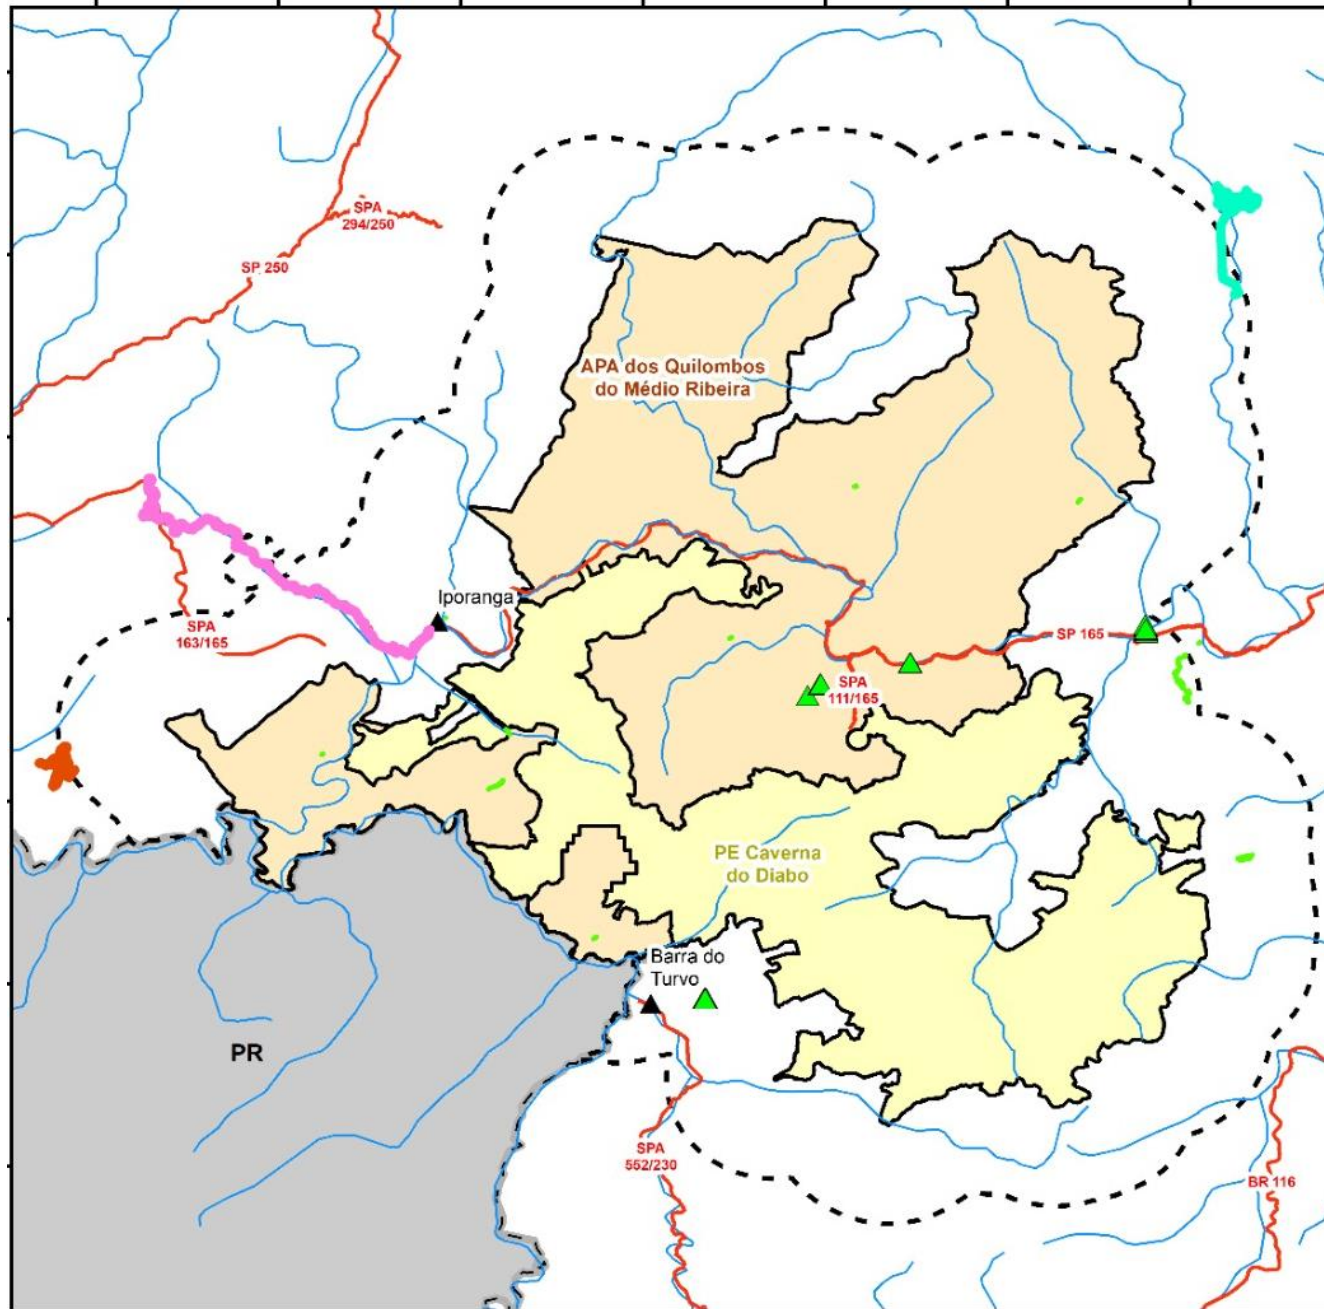 SPA
294/250
SP 250
APA dos Quilombos
do Médio Ribeira
Iporanga
SPA
163/165
SP 165
SPA
111/165
PE Caverna
do Diabo
Barra do
Turvo
PR
SPA
552/230
BR 116